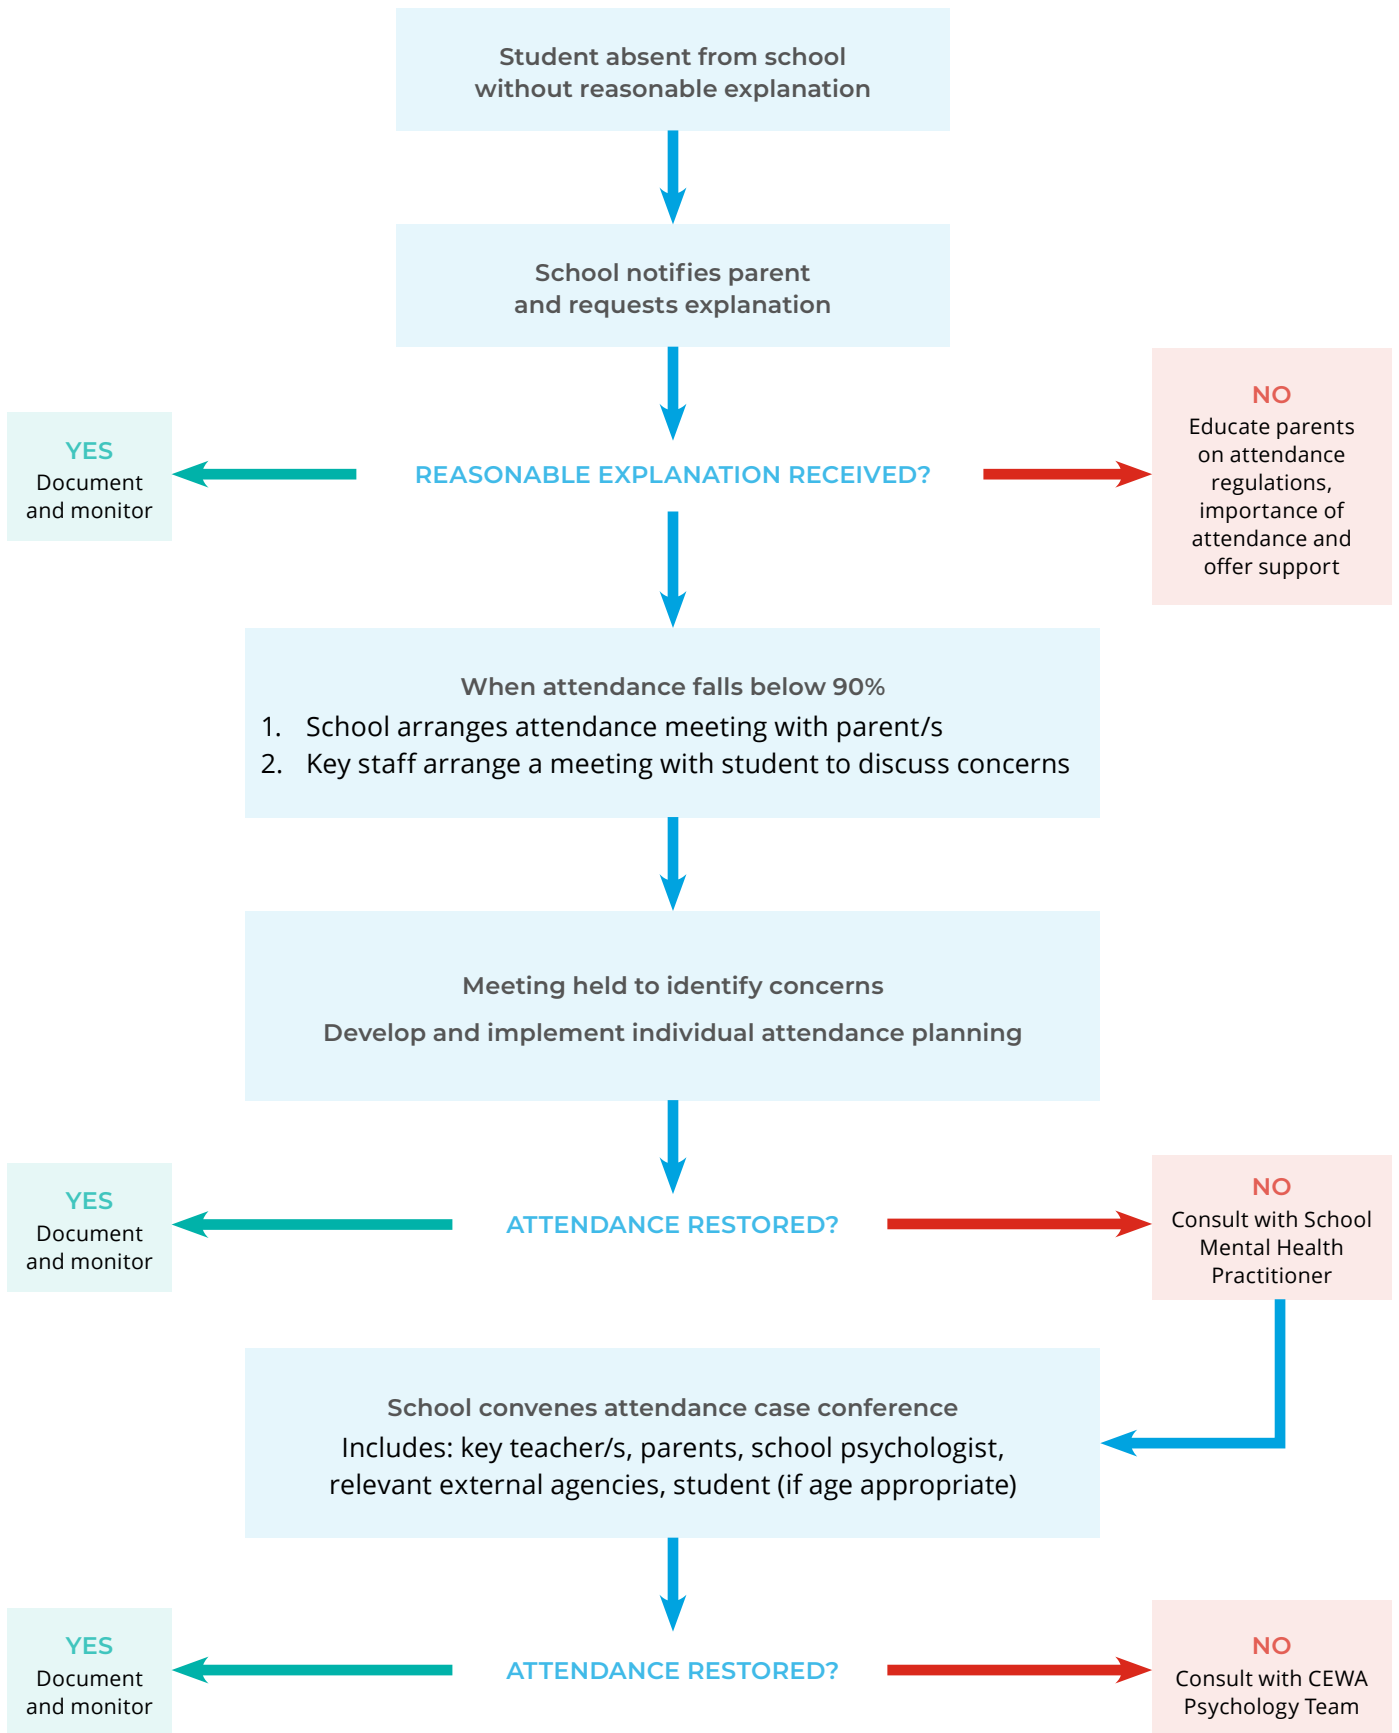 Student absent from school
without reasonable explanation
School notifies parent
and requests explanation
YES
Document
and monitor
REASONABLE EXPLANATION RECEIVED?
NO
Educate parents
on attendance
regulations,
importance of
attendance and
offer support
When attendance falls below 90%
1. School arranges attendance meeting with parent/s
2. Key staff arrange a meeting with student to discuss concerns
Meeting held to identify concerns
Develop and implement individual attendance planning
YES
Document
and monitor
ATTENDANCE RESTORED?
NO
Consult with School
Mental Health
Practitioner
School convenes attendance case conference
Includes: key teacher/s, parents, school psychologist,
relevant external agencies, student (if age appropriate)
YES
Document
and monitor
ATTENDANCE RESTORED?
NO
Consult with CEWA
Psychology Team